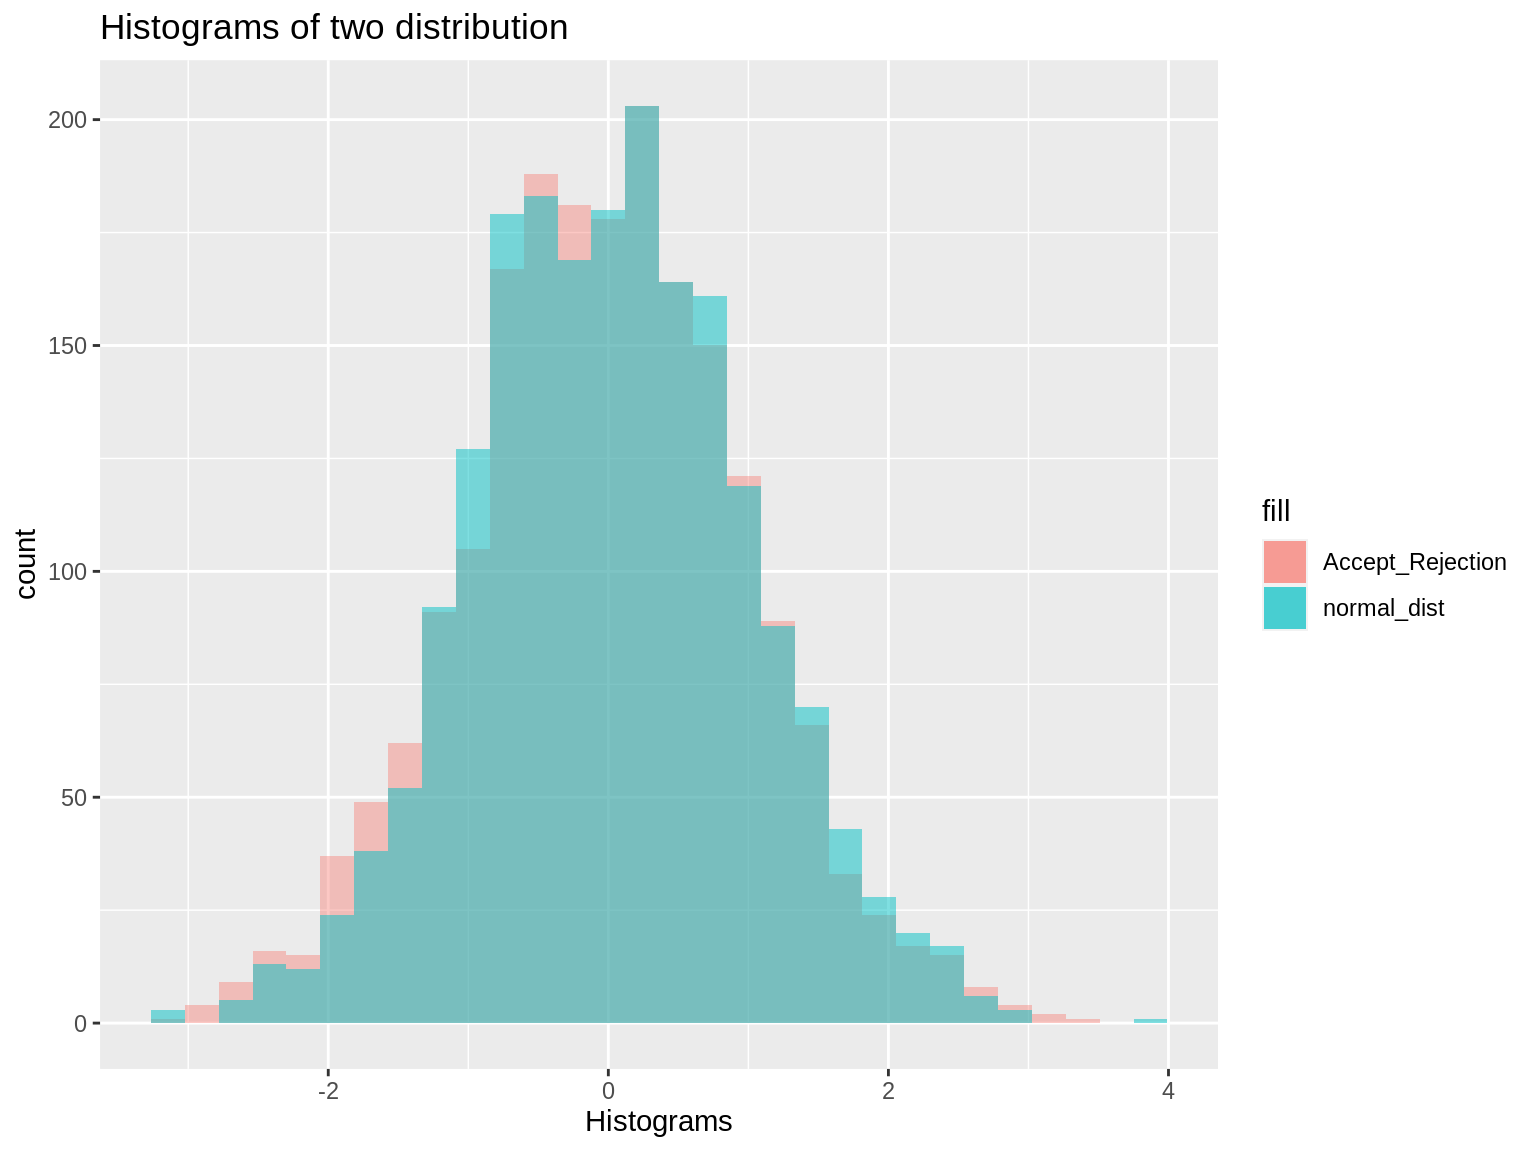 Histograms of two distribution
200
150
100
50
0
count
-2
0
2
4
Histograms
fill
Accept_Rejection
normal_dist